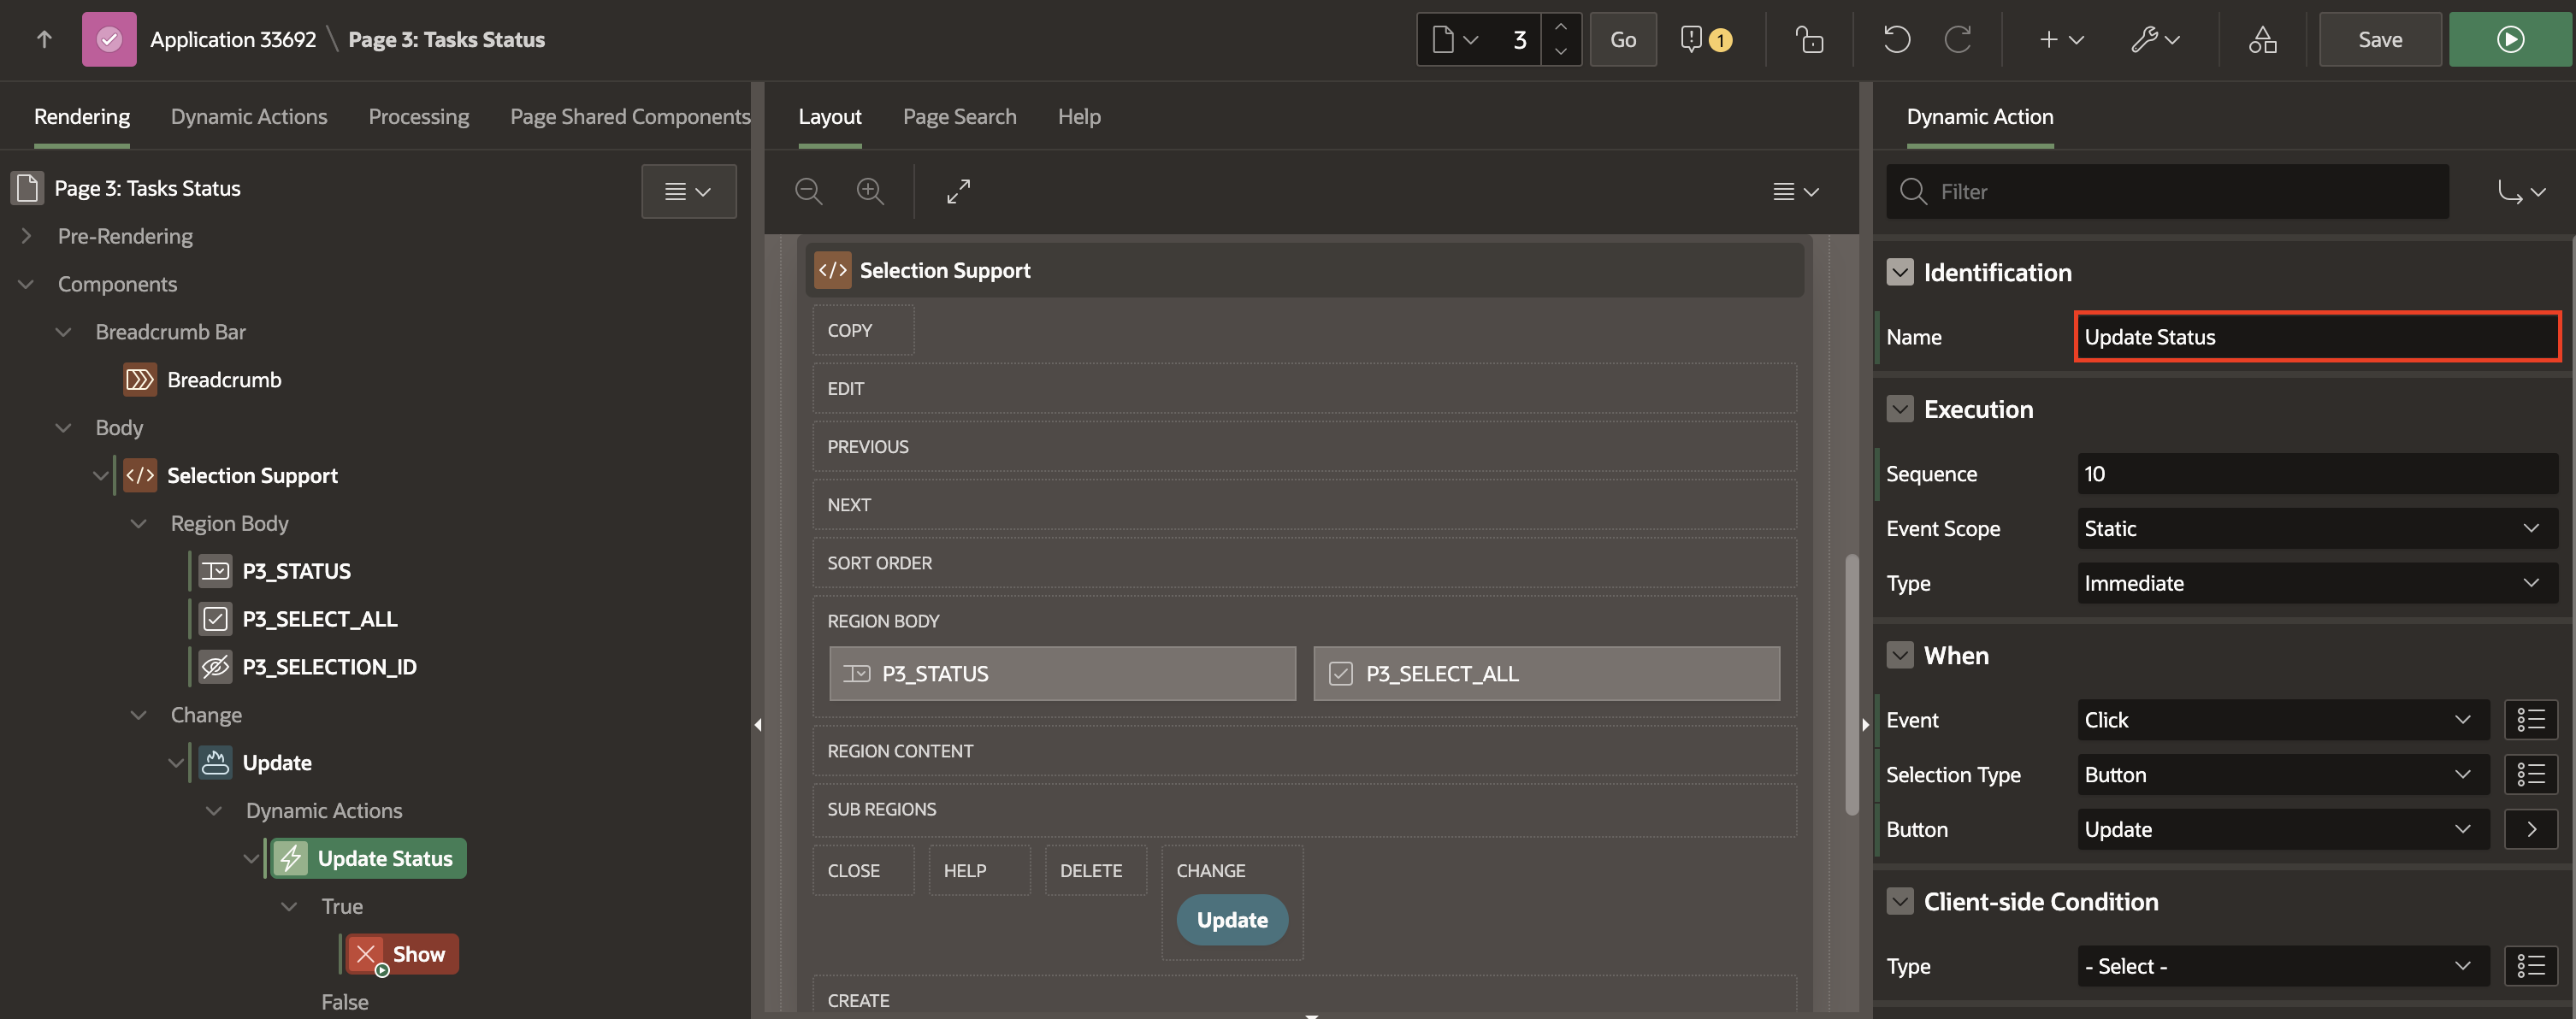 Application 33692 \ Page 3: Tasks Status
3
Go
1
Save
Rendering
Dynamic Actions
Processing
Page Shared Components
Page 3: Tasks Status
Pre-Rendering
Components
Breadcrumb Bar
Breadcrumb
Body
</> Selection Support
Region Body
P3_STATUS
P3_SELECT_ALL
P3_SELECTION_ID
Change
Update
Dynamic Actions
Update Status
True
Show
False
Layout
Page Search
Help
</> Selection Support
COPY
EDIT
PREVIOUS
NEXT
SORT ORDER
REGION BODY
P3_STATUS
P3_SELECT_ALL
REGION CONTENT
SUB REGIONS
CLOSE
HELP
DELETE
CHANGE
Update
CREATE
Dynamic Action
Filter
Identification
Name
Update Status
Execution
Sequence
10
Event Scope
Static
Type
Immediate
When
Event
Click
Selection Type
Button
Button
Update
Client-side Condition
Type
- Select -